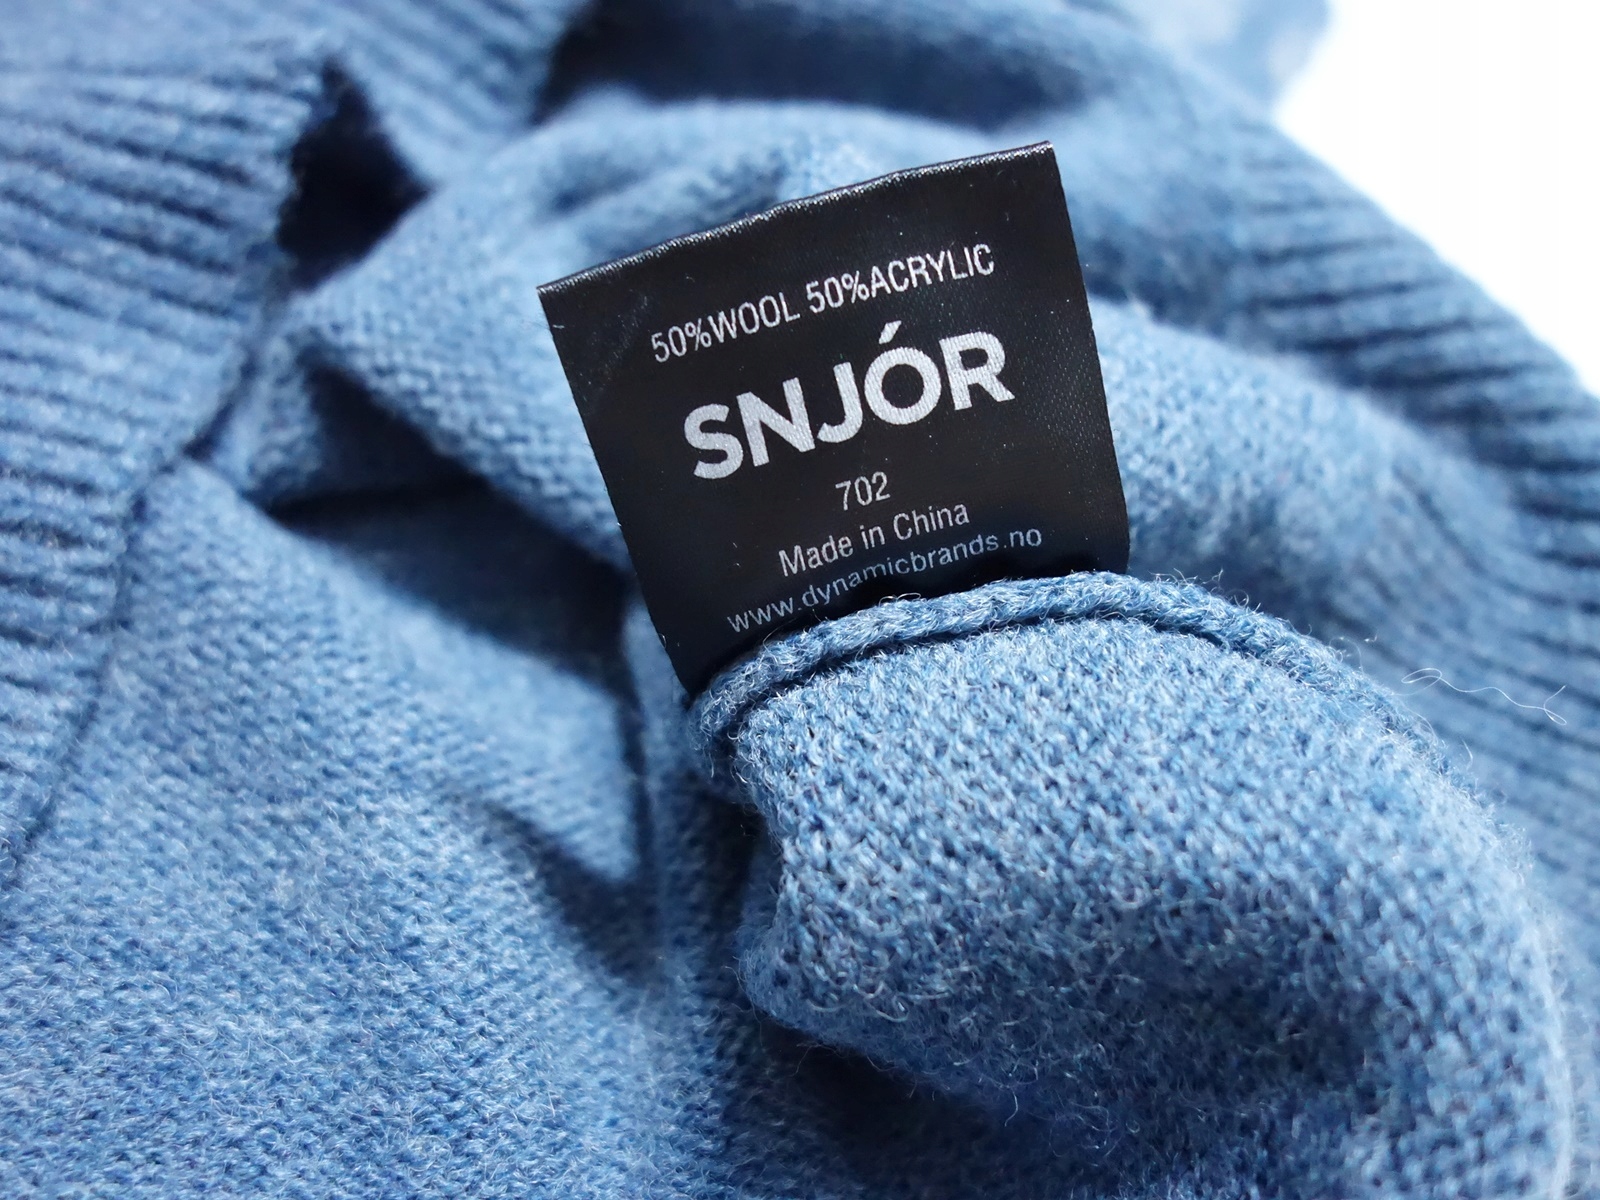 50%WOOL 50%ACRYLIC
SNJÓR
702
Made in China
www.dynamicbrands.no